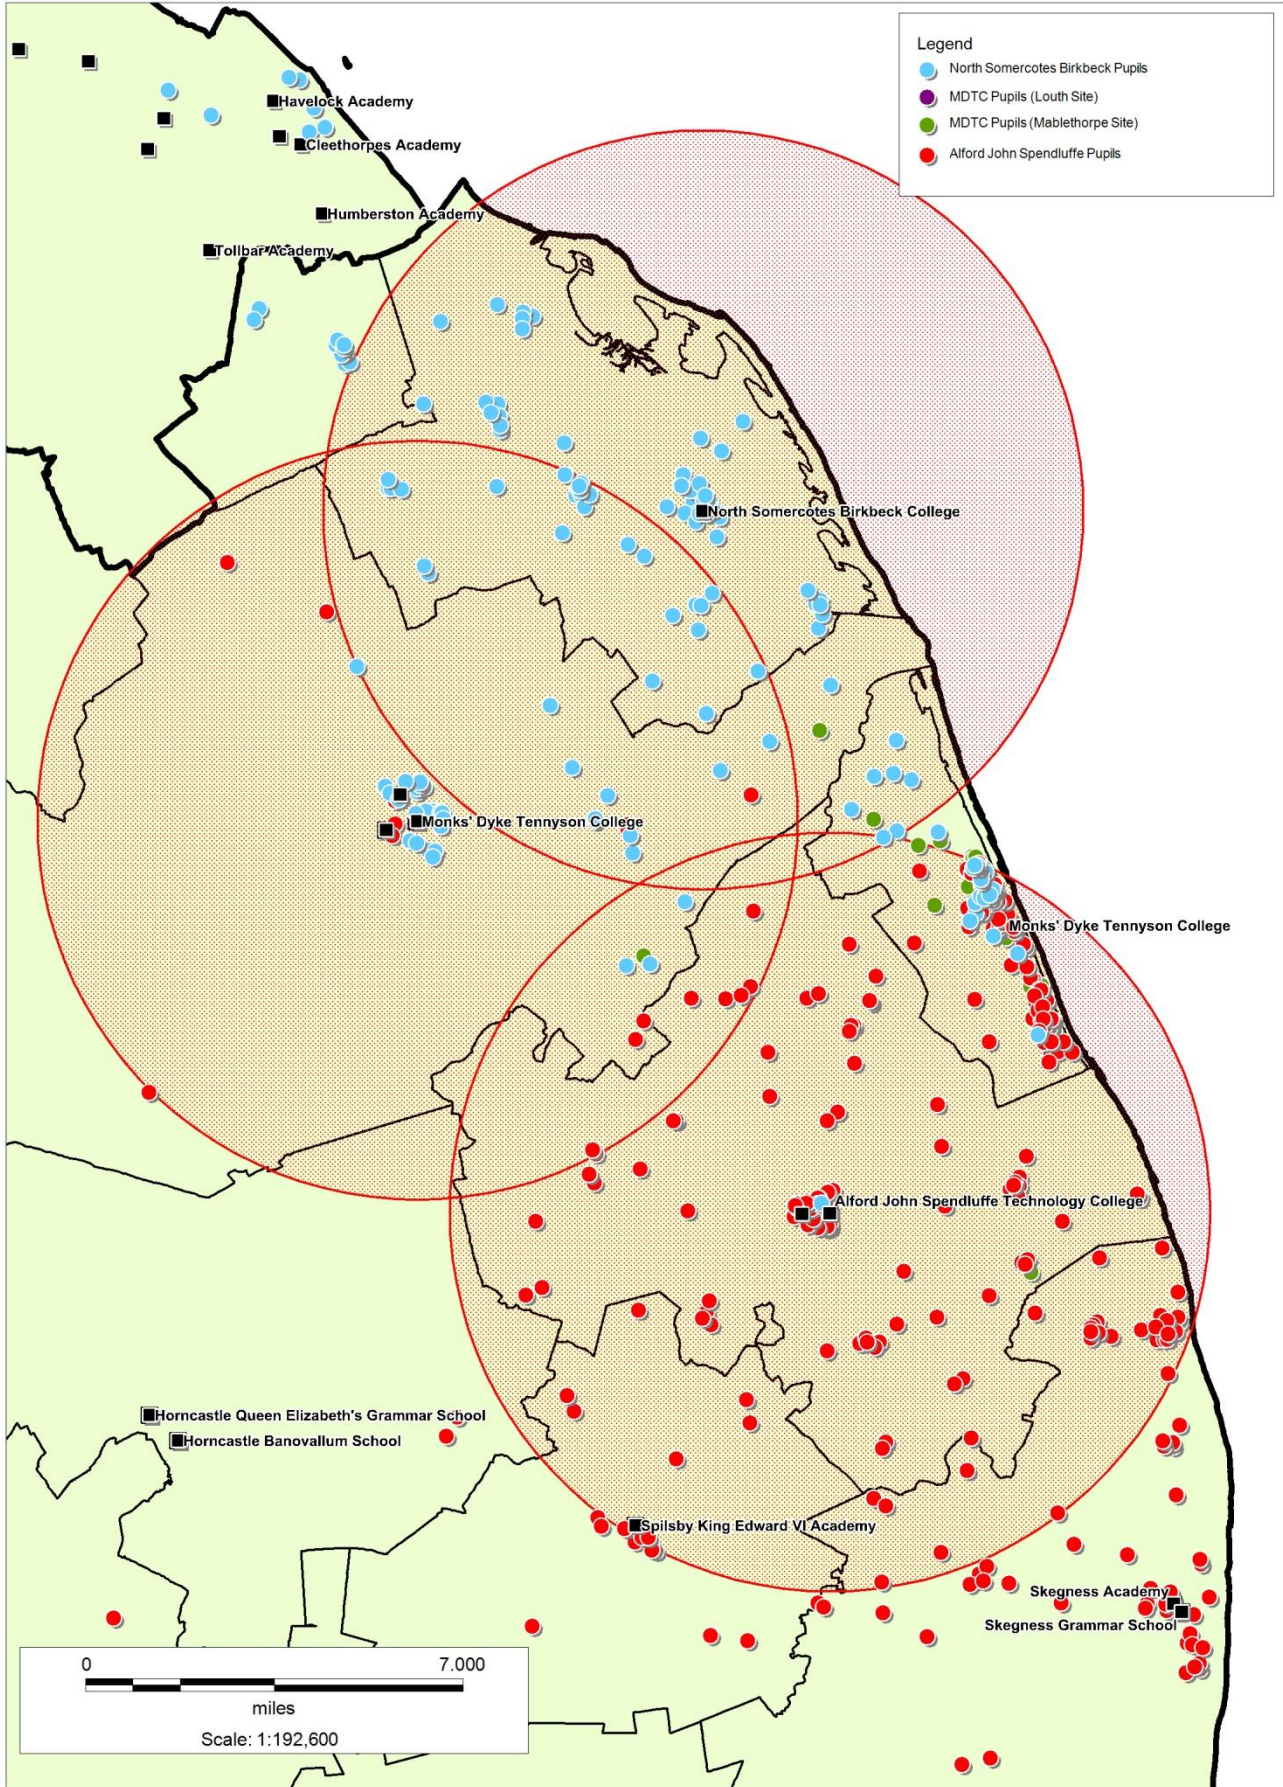 Legend
North Somercotes Birkbeck Pupils
MDTC Pupils (Louth Site)
MDTC Pupils (Mablethorpe Site)
Alford John Spendluffe Pupils
Havelock Academy
Cleethorpes Academy
Humberston Academy
Tollbar Academy
North Somercotes Birkbeck College
Monks' Dyke Tennyson College
Monks' Dyke Tennyson College
Alford John Spendluffe Technology College
Horncastle Queen Elizabeth's Grammar School
Horncastle Banovallum School
Spilsby King Edward VI Academy
Skegness Academy
Skegness Grammar School
0 7.000
miles
Scale: 1:192,600